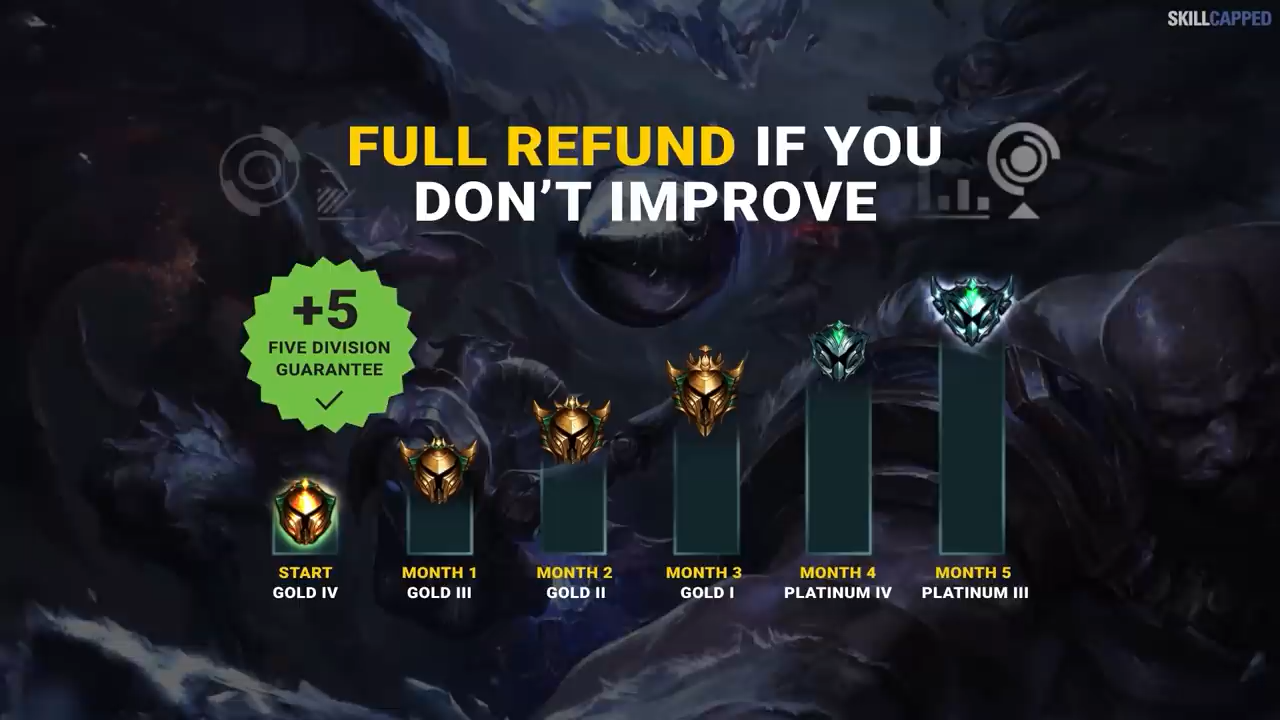 SKILLCAPPED
FULL REFUND IF YOU
DON'T IMPROVE
+5
FIVE DIVISION
GUARANTEE
START
GOLD IV
MONTH 1
GOLD III
MONTH 2
GOLD II
MONTH 3
GOLD I
MONTH 4
PLATINUM IV
MONTH 5
PLATINUM III